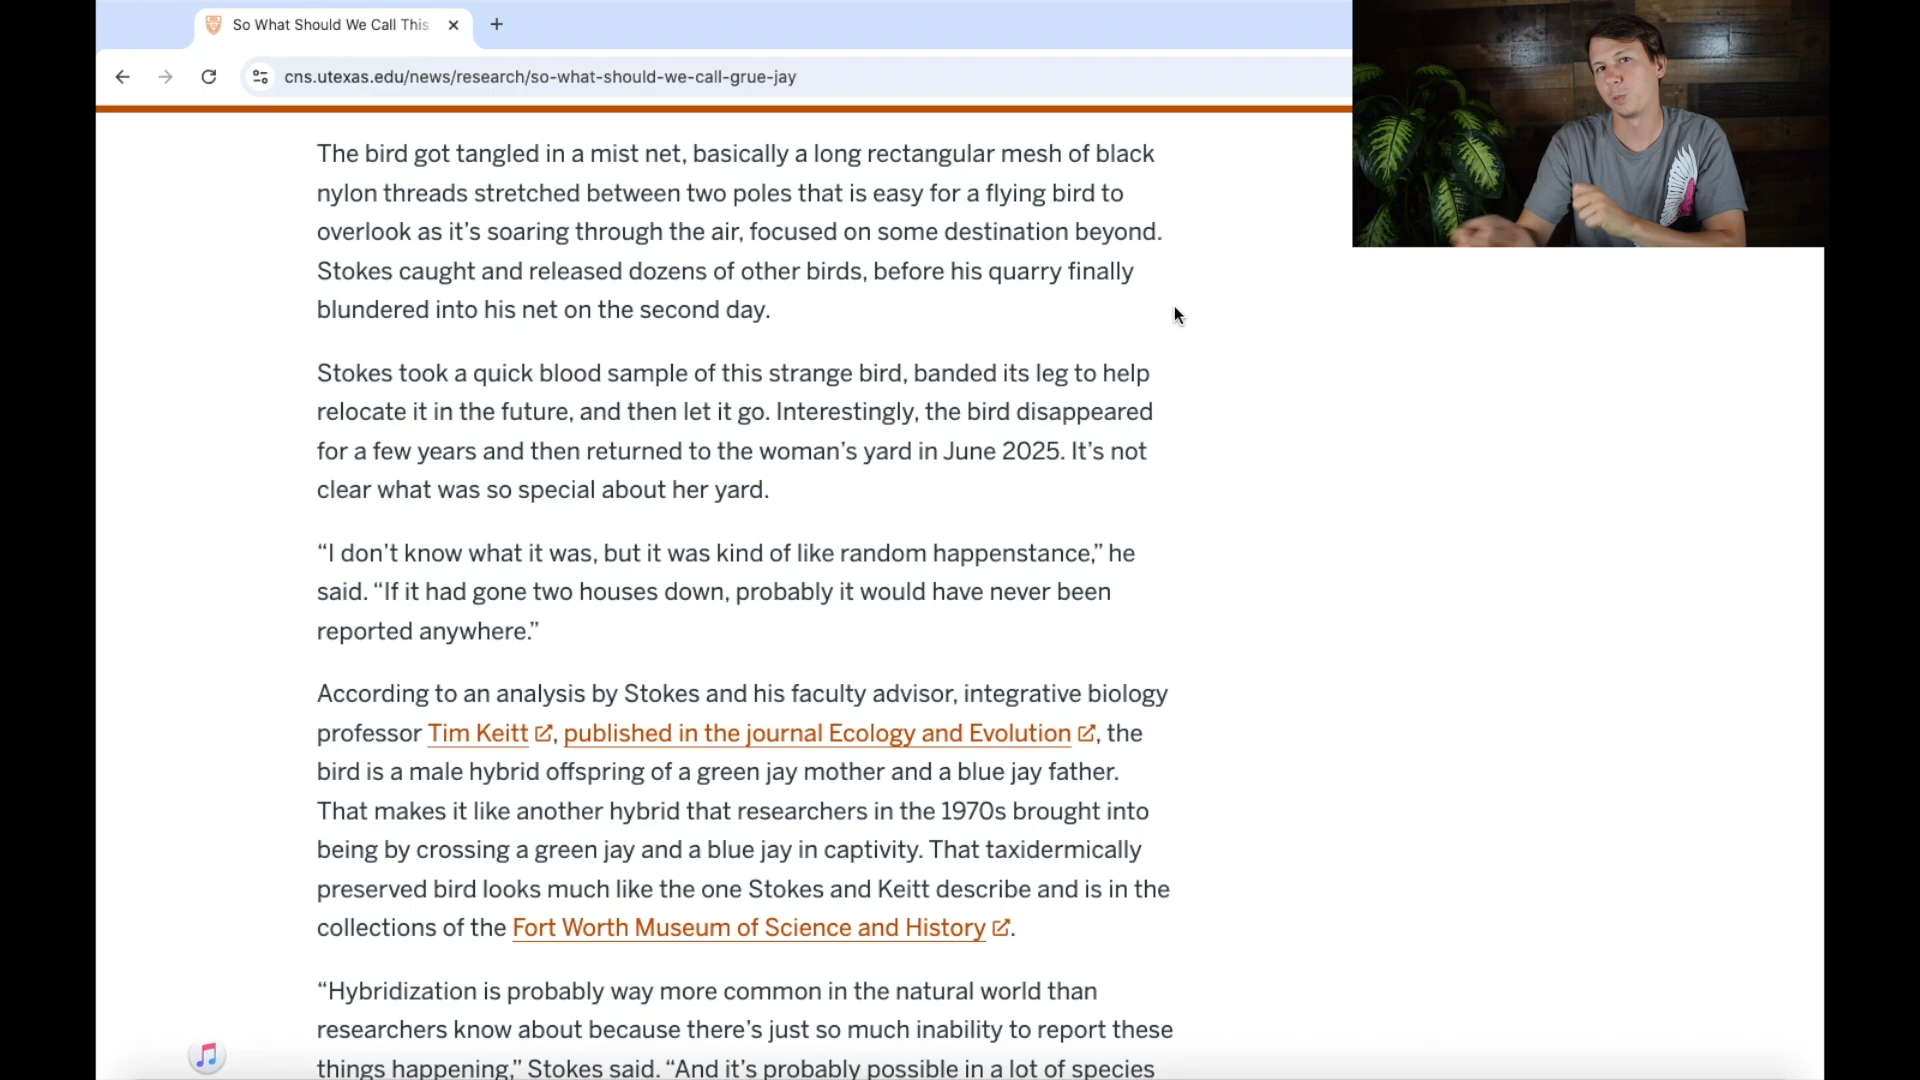 So What Should We Call This
cns.utexas.edu/news/research/so-what-should-we-call-grue-jay
The bird got tangled in a mist net, basically a long rectangular mesh of black
nylon threads stretched between two poles that is easy for a flying bird to
overlook as it’s soaring through the air, focused on some destination beyond.
Stokes caught and released dozens of other birds, before his quarry finally
blundered into his net on the second day.
Stokes took a quick blood sample of this strange bird, banded its leg to help
relocate it in the future, and then let it go. Interestingly, the bird disappeared
for a few years and then returned to the woman’s yard in June 2025. It’s not
clear what was so special about her yard.
“I don’t know what it was, but it was kind of like random happenstance,” he
said. “If it had gone two houses down, probably it would have never been
reported anywhere.”
According to an analysis by Stokes and his faculty advisor, integrative biology
professor Tim Keitt, published in the journal Ecology and Evolution, the
bird is a male hybrid offspring of a green jay mother and a blue jay father.
That makes it like another hybrid that researchers in the 1970s brought into
being by crossing a green jay and a blue jay in captivity. That taxidermically
preserved bird looks much like the one Stokes and Keitt describe and is in the
collections of the Fort Worth Museum of Science and History.
“Hybridization is probably way more common in the natural world than
researchers know about because there’s just so much inability to report these
things happening,” Stokes said. “And it’s probably possible in a lot of species